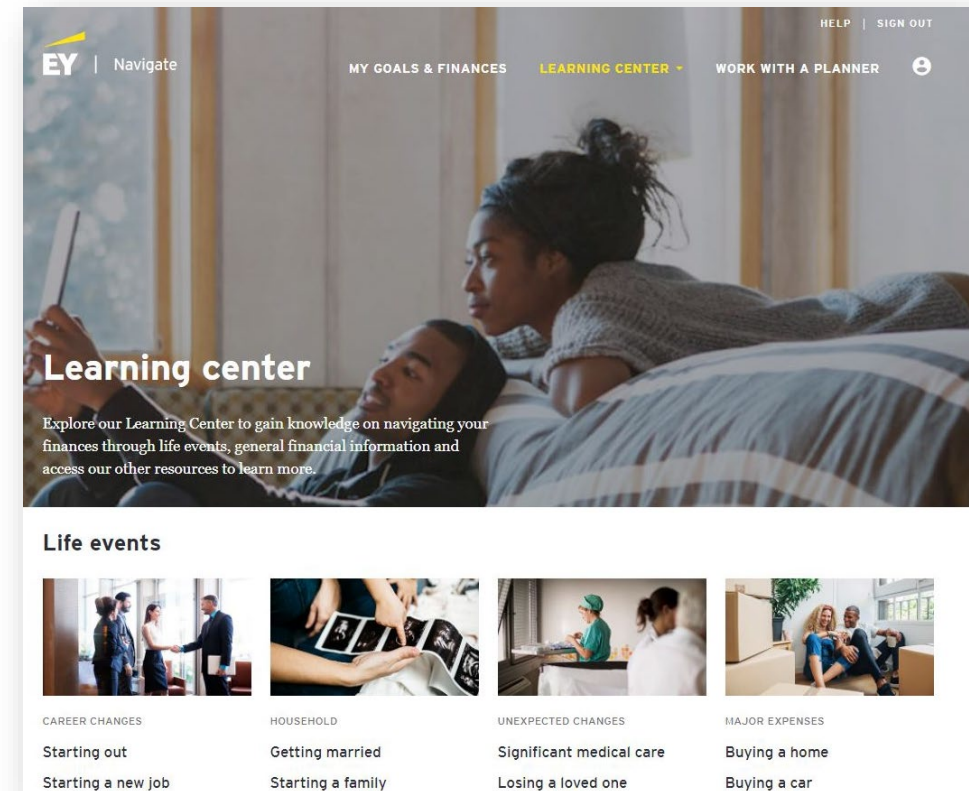 HELP | SIGN OUT
EY | Navigate
MY GOALS & FINANCES
LEARNING CENTER
WORK WITH A PLANNER
Learning center
Explore our Learning Center to gain knowledge on navigating your
finances through life events, general financial information and
access our other resources to learn more.
Life events
CAREER CHANGES
Starting out
Starting a new job
HOUSEHOLD
Getting married
Starting a family
UNEXPECTED CHANGES
Significant medical care
Losing a loved one
MAJOR EXPENSES
Buying a home
Buying a car